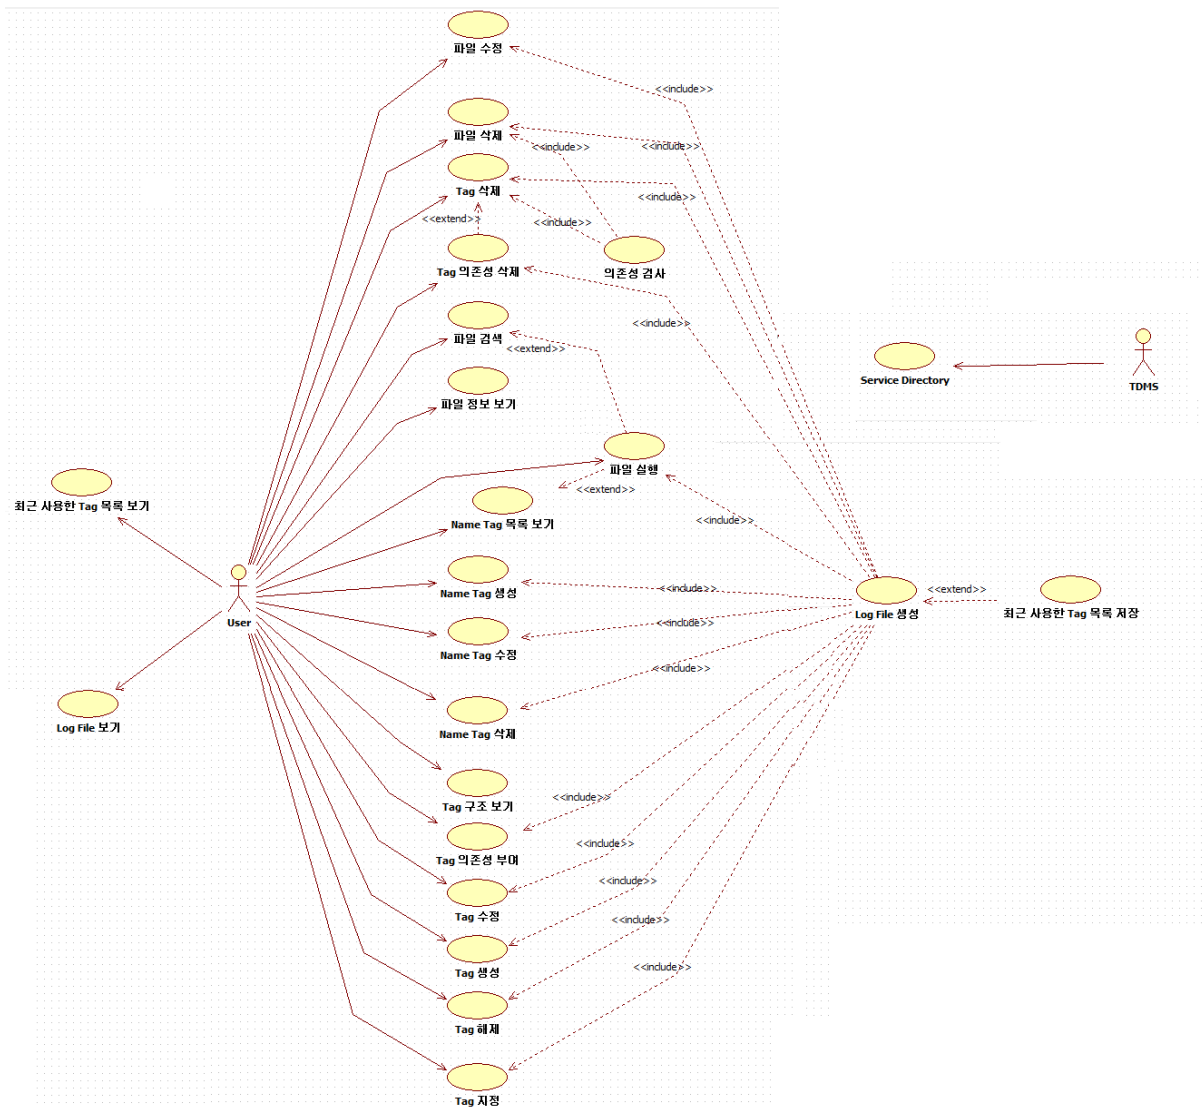 파일 수정
<<include>>
파일 삭제
<<include>>
<<include>>
Tag 삭제
<<include>>
<<extend>>
<<include>>
Tag 의존성 삭제
의존성 검사
<<include>>
파일 검색
<<extend>>
Service Directory
TDMS
파일 정보 보기
파일 실행
<<extend>>
최근 사용한 Tag 목록 보기
Name Tag 목록 보기
<<include>>
Name Tag 생성
<<include>>
<<extend>>
User
Log File 생성
최근 사용한 Tag 목록 저장
<<include>>
Name Tag 수정
<<include>>
Log File 보기
Name Tag 삭제
Tag 구조 보기
<<include>>
Tag 의존성 부여
<<include>>
Tag 수정
<<include>>
Tag 생성
<<include>>
Tag 해제
<<include>>
Tag 지정